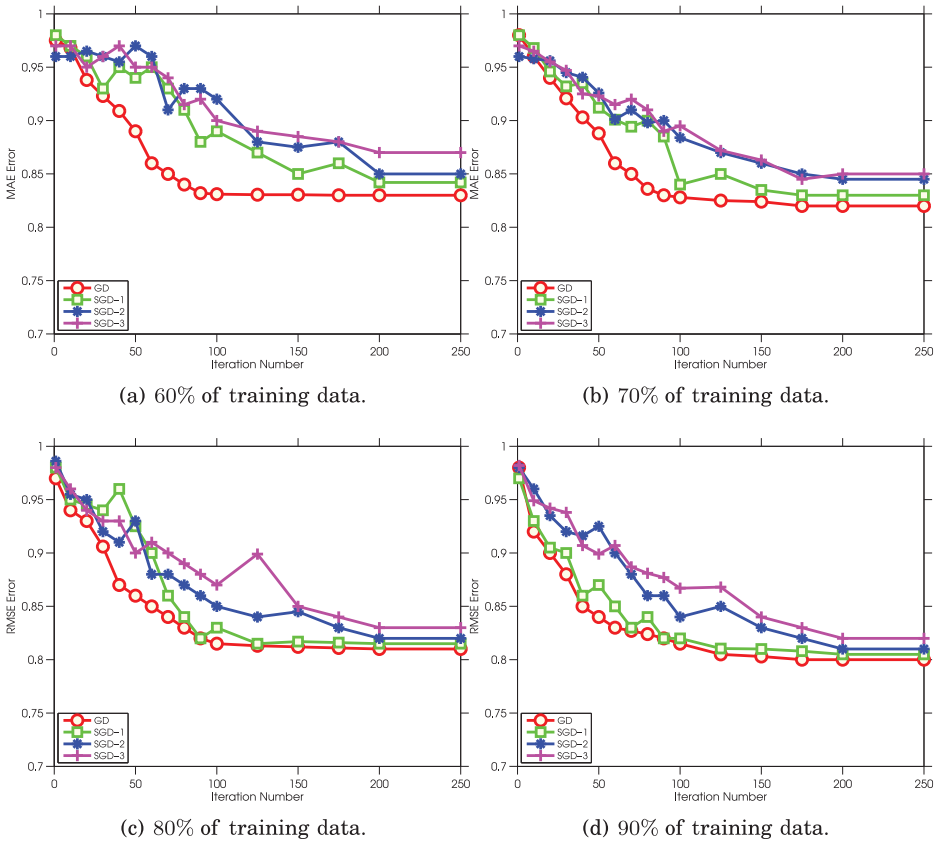 1
0.95
0.9
0.85
0.8
0.75
0.7
MAE Error
GD
SGD-1
SGD-2
SGD-3
0 50 100 150 200 250
Iteration Number
(a) 60% of training data.
1
0.95
0.9
0.85
0.8
0.75
0.7
MAE Error
GD
SGD-1
SGD-2
SGD-3
0 50 100 150 200 250
Iteration Number
(b) 70% of training data.
1
0.95
0.9
0.85
0.8
0.75
0.7
RMSE Error
GD
SGD-1
SGD-2
SGD-3
0 50 100 150 200 250
Iteration Number
(c) 80% of training data.
1
0.95
0.9
0.85
0.8
0.75
0.7
RMSE Error
GD
SGD-1
SGD-2
SGD-3
0 50 100 150 200 250
Iteration Number
(d) 90% of training data.